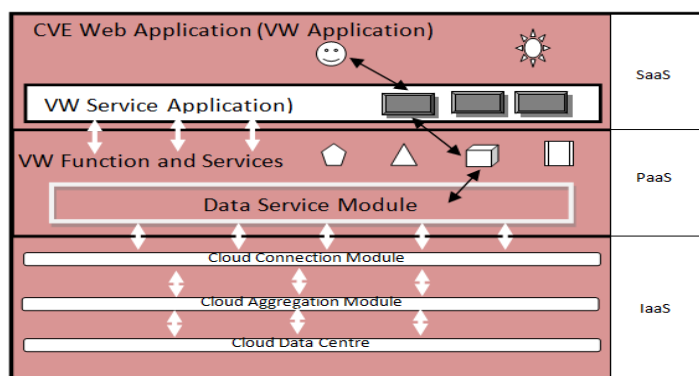 CVE Web Application (VW Application)
SaaS
VW Service Application)
VW Function and Services
PaaS
Data Service Module
Cloud Connection Module
Cloud Aggregation Module
IaaS
Cloud Data Centre